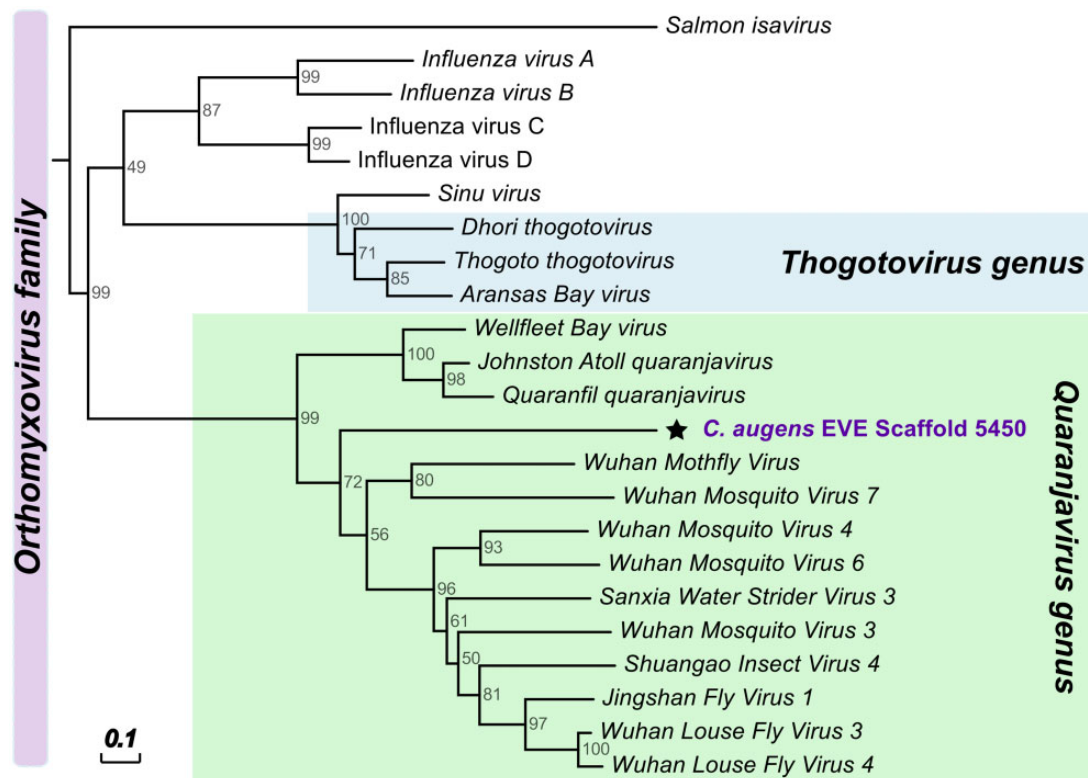 Salmon isavirus
Influenza virus A
99
Influenza virus B
87
Influenza virus C
99
Influenza virus D
49
Sinu virus
100
Dhori thogotovirus
71
Thogoto thogotovirus
85
Aransas Bay virus
Thogotovirus genus
99
Orthomyxovirus family
Wellfleet Bay virus
100
Johnston Atoll quaranjavirus
98
Quaranfil quaranjavirus
99
C. augens EVE Scaffold 5450
72
Wuhan Mothfly Virus
80
Wuhan Mosquito Virus 7
56
Wuhan Mosquito Virus 4
93
Wuhan Mosquito Virus 6
96
Sanxia Water Strider Virus 3
61
Wuhan Mosquito Virus 3
50
Shuangao Insect Virus 4
81
Jingshan Fly Virus 1
97
Wuhan Louse Fly Virus 3
100
Wuhan Louse Fly Virus 4
Quaranjavirus genus
0.1